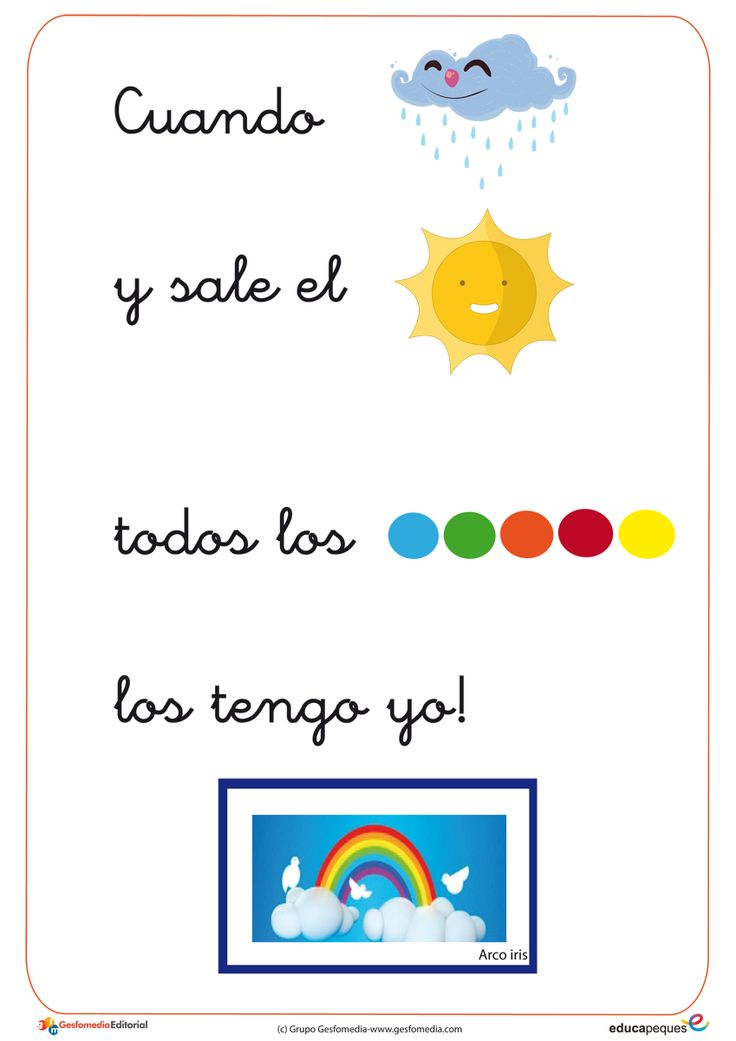 Cuando
y sale el
todos los
los tengo yo!
Arco iris
GesfomediaEditorial
(c) Grupo Gesfomedia-www.gesfomedia.com
educapeques